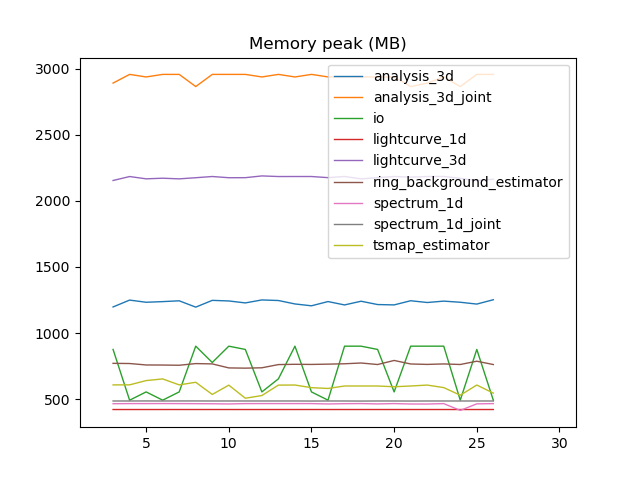 Memory peak (MB)
3000
2500
2000
1500
1000
500
analysis_3d
analysis_3d_joint
io
lightcurve_1d
lightcurve_3d
ring_background_estimator
spectrum_1d
spectrum_1d_joint
tsmap_estimator
5 10 15 20 25 30